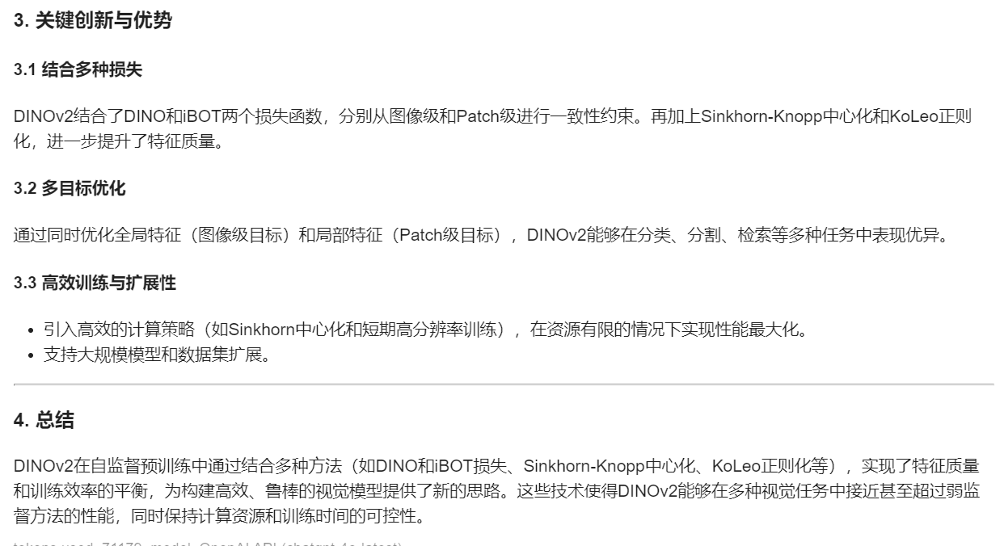 3. 关键创新与优势
3.1 结合多种损失
DINOv2结合了DINO和iBOT两个损失函数，分别从图像级和Patch级进行一致性约束。再加上Sinkhorn-Knopp中心化和KoLeo正则
化，进一步提升了特征质量。
3.2 多目标优化
通过同时优化全局特征（图像级目标）和局部特征（Patch级目标），DINOv2能够在分类、分割、检索等多种任务中表现优异。
3.3 高效训练与扩展性
• 引入高效的计算策略（如Sinkhorn中心化和短期高分辨率训练），在资源有限的情况下实现性能最大化。
• 支持大规模模型和数据集扩展。
4. 总结
DINOv2在自监督预训练中通过结合多种方法（如DINO和iBOT损失、Sinkhorn-Knopp中心化、KoLeo正则化等），实现了特征质量
和训练效率的平衡，为构建高效、鲁棒的视觉模型提供了新的思路。这些技术使得DINOv2能够在多种视觉任务中接近甚至超过弱监
督方法的性能，同时保持计算资源和训练时间的可控性。